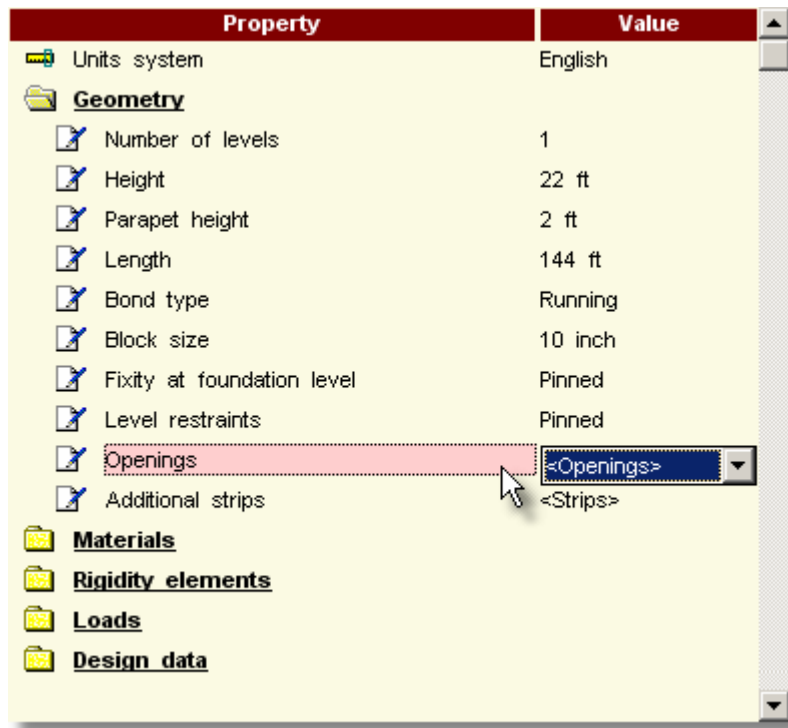 Property Value
Units system English
Geometry
Number of levels 1
Height 22 ft
Parapet height 2 ft
Length 144 ft
Bond type Running
Block size 10 inch
Fixity at foundation level Pinned
Level restraints Pinned
Openings <Openings>
Additional strips <Strips>
Materials
Rigidity elements
Loads
Design data